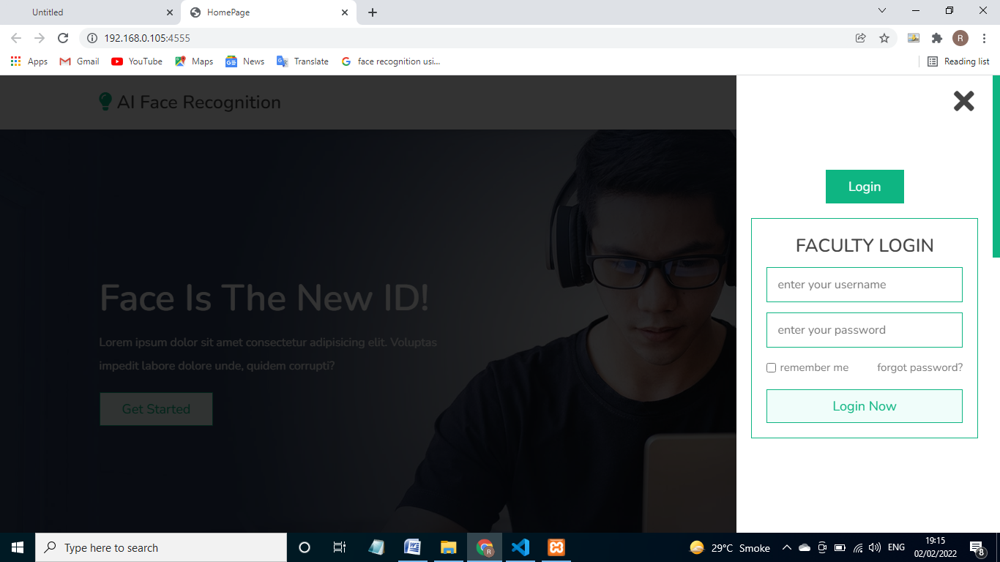 Untitled
HomePage
192.168.0.105:4555
R
Apps
Gmail
YouTube
Maps
News
Translate
face recognition usi...
Reading list
AI Face Recognition
Login
FACULTY LOGIN
enter your username
enter your password
remember me
forgot password?
Login Now
Face Is The New ID!
Lorem ipsum dolor sit amet consectetur adipisicing elit. Voluptas
impedit labore dolore unde, quidem corrupti?
Get Started
Type here to search
29°C Smoke
ENG
19:15
02/02/2022
8